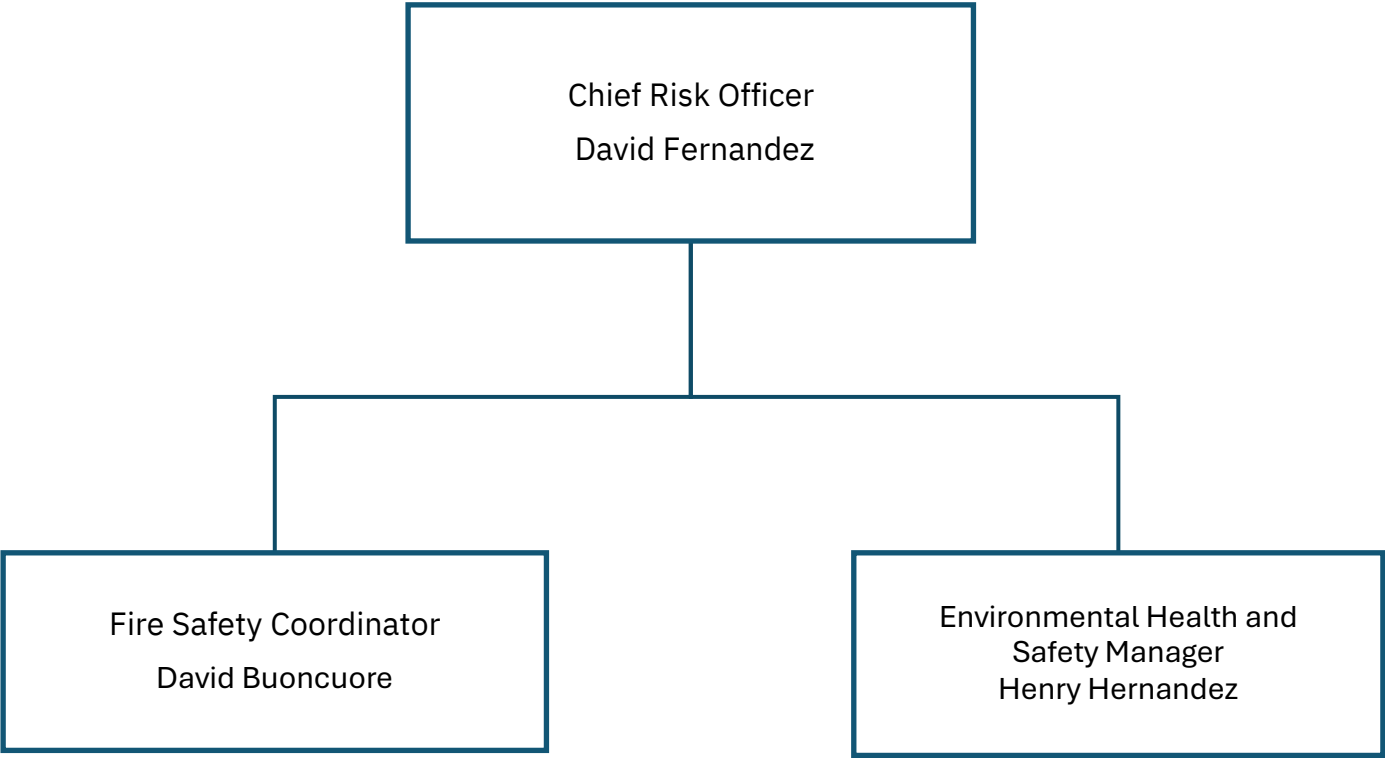 Chief Risk Officer
David Fernandez
Fire Safety Coordinator
David Buoncuore
Environmental Health and
Safety Manager
Henry Hernandez